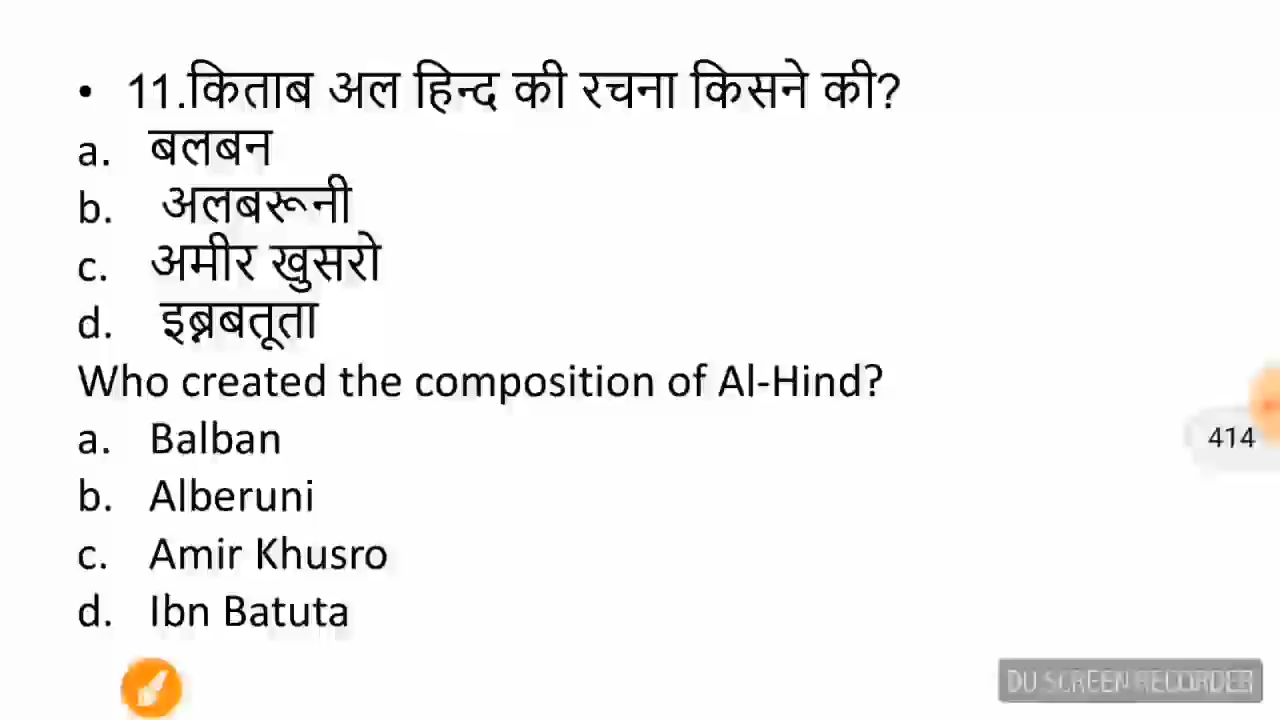 • 11.किताब अल हिन्द की रचना किसने की?
a. बलबन
b. अलबरूनी
c. अमीर खुसरो
d. इब्नबतूता
Who created the composition of Al-Hind?
a. Balban
b. Alberuni
c. Amir Khusro
d. Ibn Batuta
414
DU SCREEN RECORDER